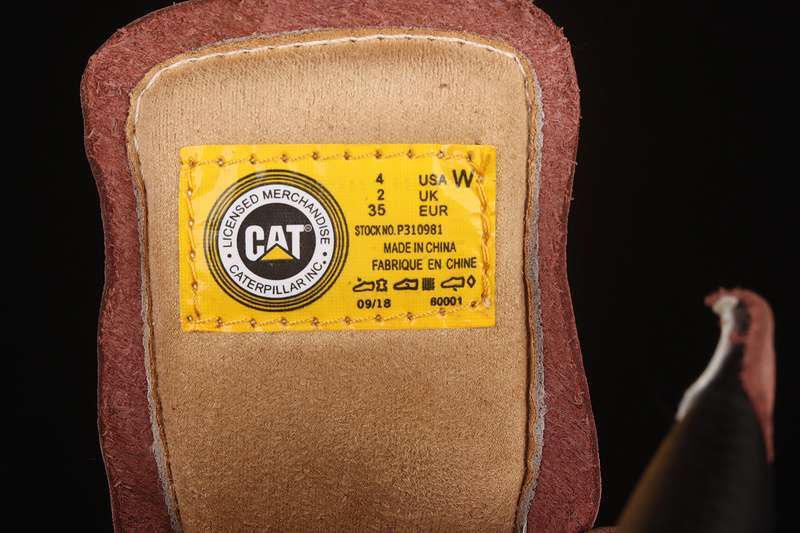 LICENSED MERCHANDISE
CAT®
CATERPILLAR INC.
4 USA W
2 UK
35 EUR
STOCK NO. P310981
MADE IN CHINA
FABRIQUE EN CHINE
09/18 60001